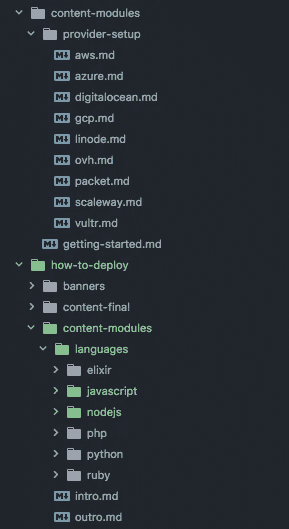 content-modules
provider-setup
aws.md
azure.md
digitalocean.md
gcp.md
linode.md
ovh.md
packet.md
scaleway.md
vultr.md
getting-started.md
how-to-deploy
banners
content-final
content-modules
languages
elixir
javascript
nodejs
php
python
ruby
intro.md
outro.md